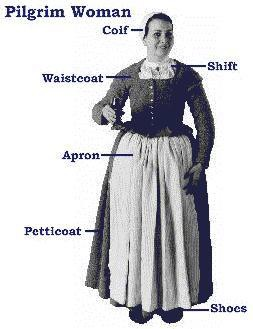 Pilgrim Woman
Coif
Shift
Waistcoat
Apron
Petticoat
Shoes